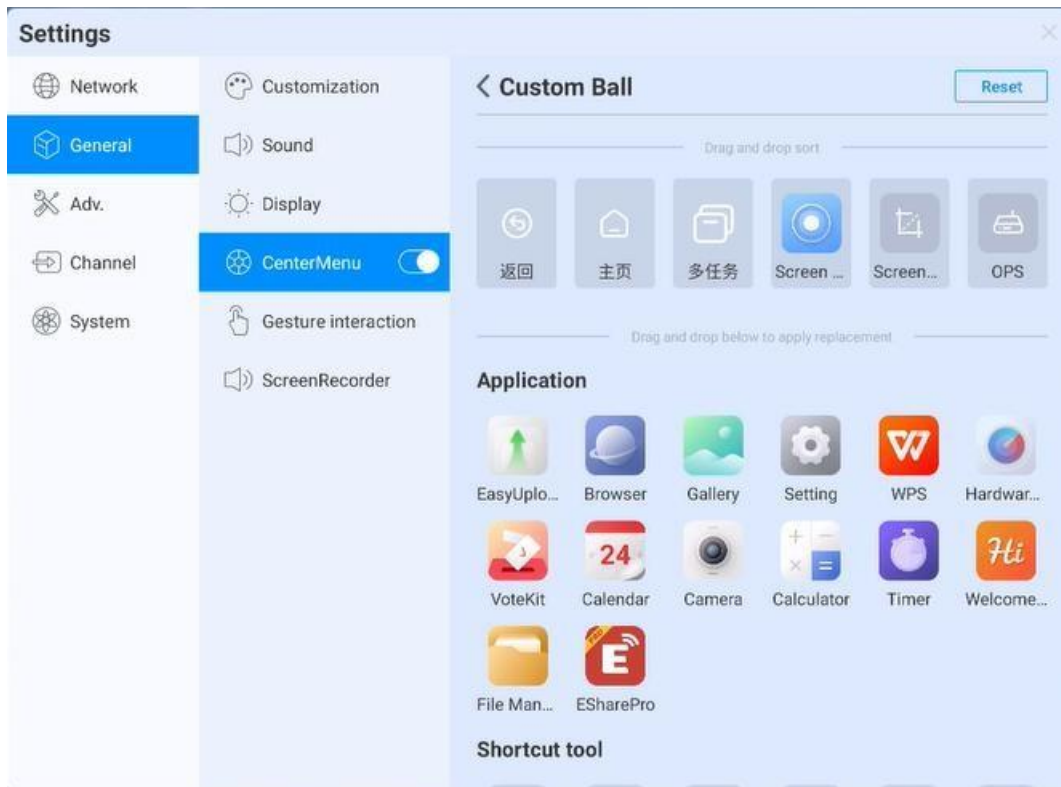 Settings
Network
General
Adv.
Channel
System
Customization
Sound
Display
CenterMenu
Gesture interaction
ScreenRecorder
Custom Ball
Reset
Drag and drop sort
返回
主页
多任务
Screen ...
Screen...
OPS
Drag and drop below to apply replacement
Application
EasyUplo...
Browser
Gallery
Setting
WPS
Hardwar...
24
Hi
VoteKit
Calendar
Camera
Calculator
Timer
Welcome...
PRO
E
File Man...
ESharePro
Shortcut tool